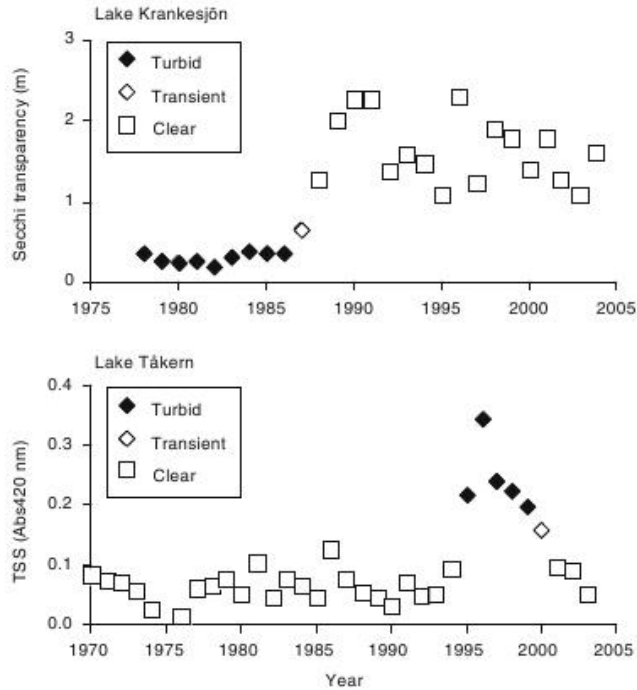 Lake Krankesjön
3
2
1
0
Secchi transparency (m)
Turbid
Transient
Clear
1975 1980 1985 1990 1995 2000 2005
Lake Tåkern
0.4
0.3
0.2
0.1
0.0
TSS (Abs420 nm)
Turbid
Transient
Clear
1970 1975 1980 1985 1990 1995 2000 2005
Year